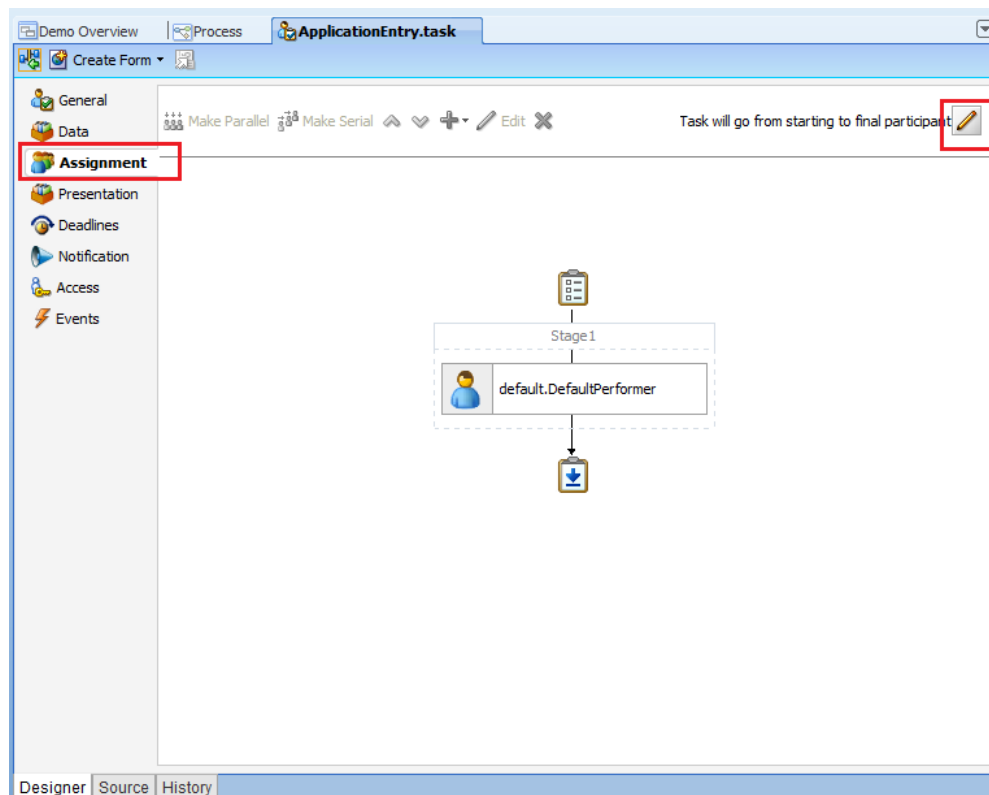 Demo Overview Process ApplicationEntry.task
Create Form
General
Data
Assignment
Presentation
Deadlines
Notification
Access
Events
Make Parallel Make Serial Edit Task will go from starting to final participant
Stage1
default.DefaultPerformer
Designer Source History